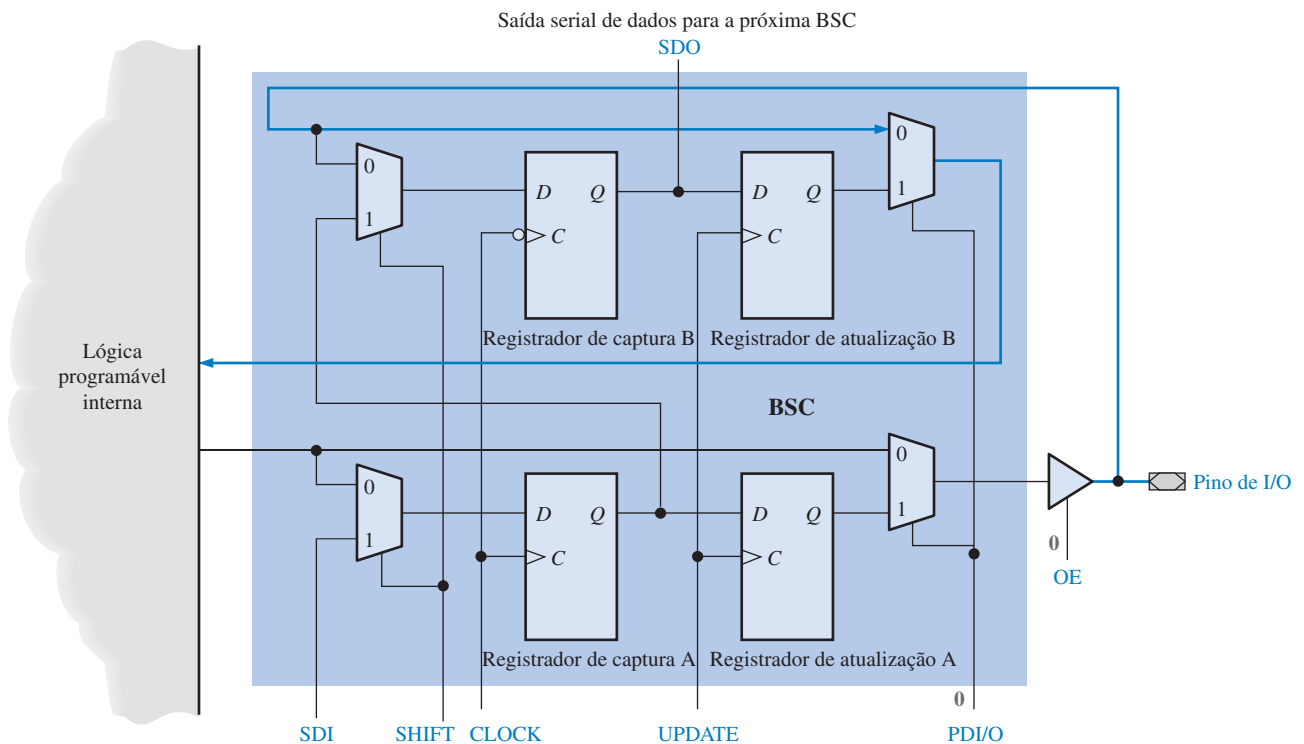 Saída serial de dados para a próxima BSC
SDO
0
1
D
Q
C
D
Q
C
0
1
Registrador de captura B
Registrador de atualização B
Lógica
programável
interna
BSC
0
1
D
Q
C
D
Q
C
0
1
Pino de I/O
0
OE
Registrador de captura A
Registrador de atualização A
0
SDI
SHIFT
CLOCK
UPDATE
PDI/O